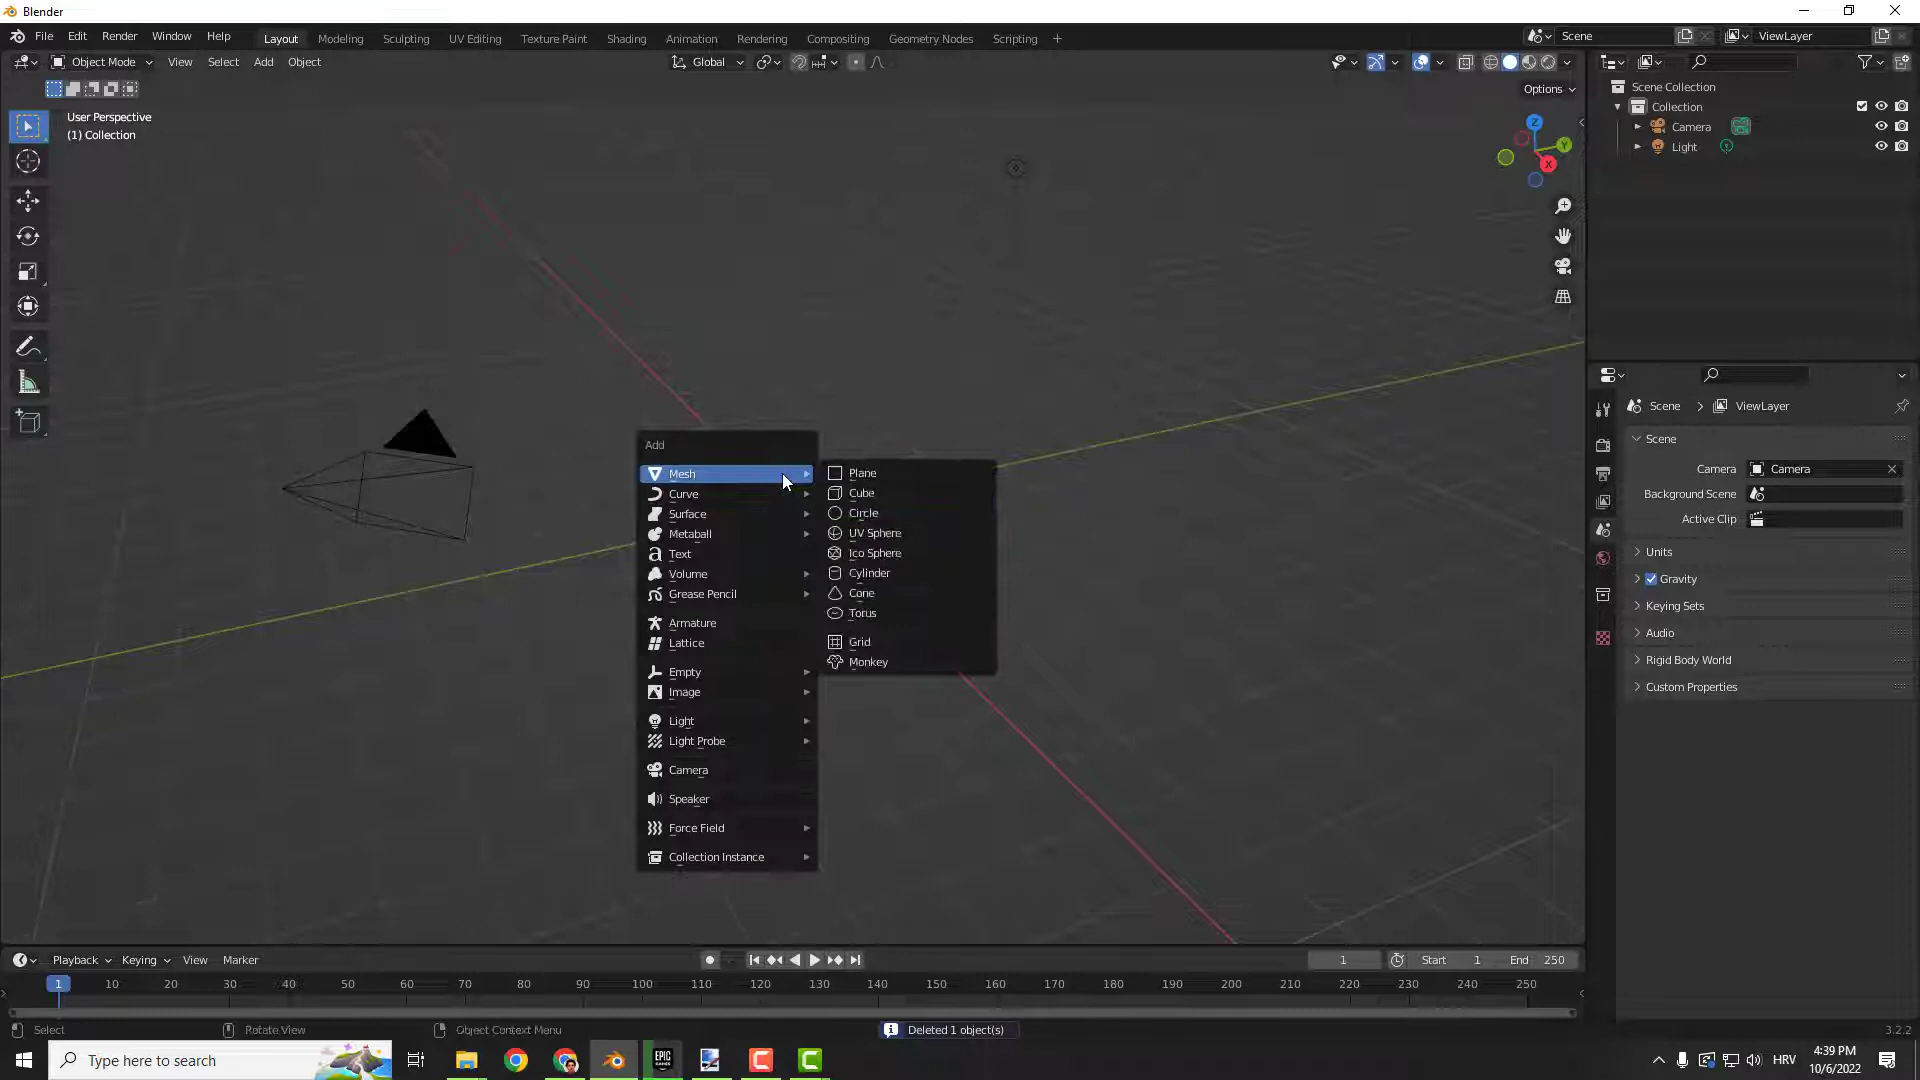 Blender
File Edit Render Window Help
Layout Modeling Sculpting UV Editing Texture Paint Shading Animation Rendering Compositing Geometry Nodes Scripting +
Scene ViewLayer
Object Mode View Select Add Object
Global
Options
User Perspective
(1) Collection
Z
Y
X
Scene Collection
Collection
Camera
Light
Scene > ViewLayer
Scene
Camera Camera
Background Scene
Active Clip
Units
Gravity
Keying Sets
Audio
Rigid Body World
Custom Properties
Add
Mesh
Curve
Surface
Metaball
Text
Volume
Grease Pencil
Armature
Lattice
Empty
Image
Light
Light Probe
Camera
Speaker
Force Field
Collection Instance
Plane
Cube
Circle
UV Sphere
Ico Sphere
Cylinder
Cone
Torus
Grid
Monkey
Playback Keying View Marker
1 Start 1 End 250
1 10 20 30 40 50 60 70 80 90 100 110 120 130 140 150 160 170 180 190 200 210 220 230 240 250
Select Rotate View Object Context Menu Deleted 1 object(s) 3.2.2
Type here to search
EPIC GAMES
HRV
4:39 PM
10/6/2022